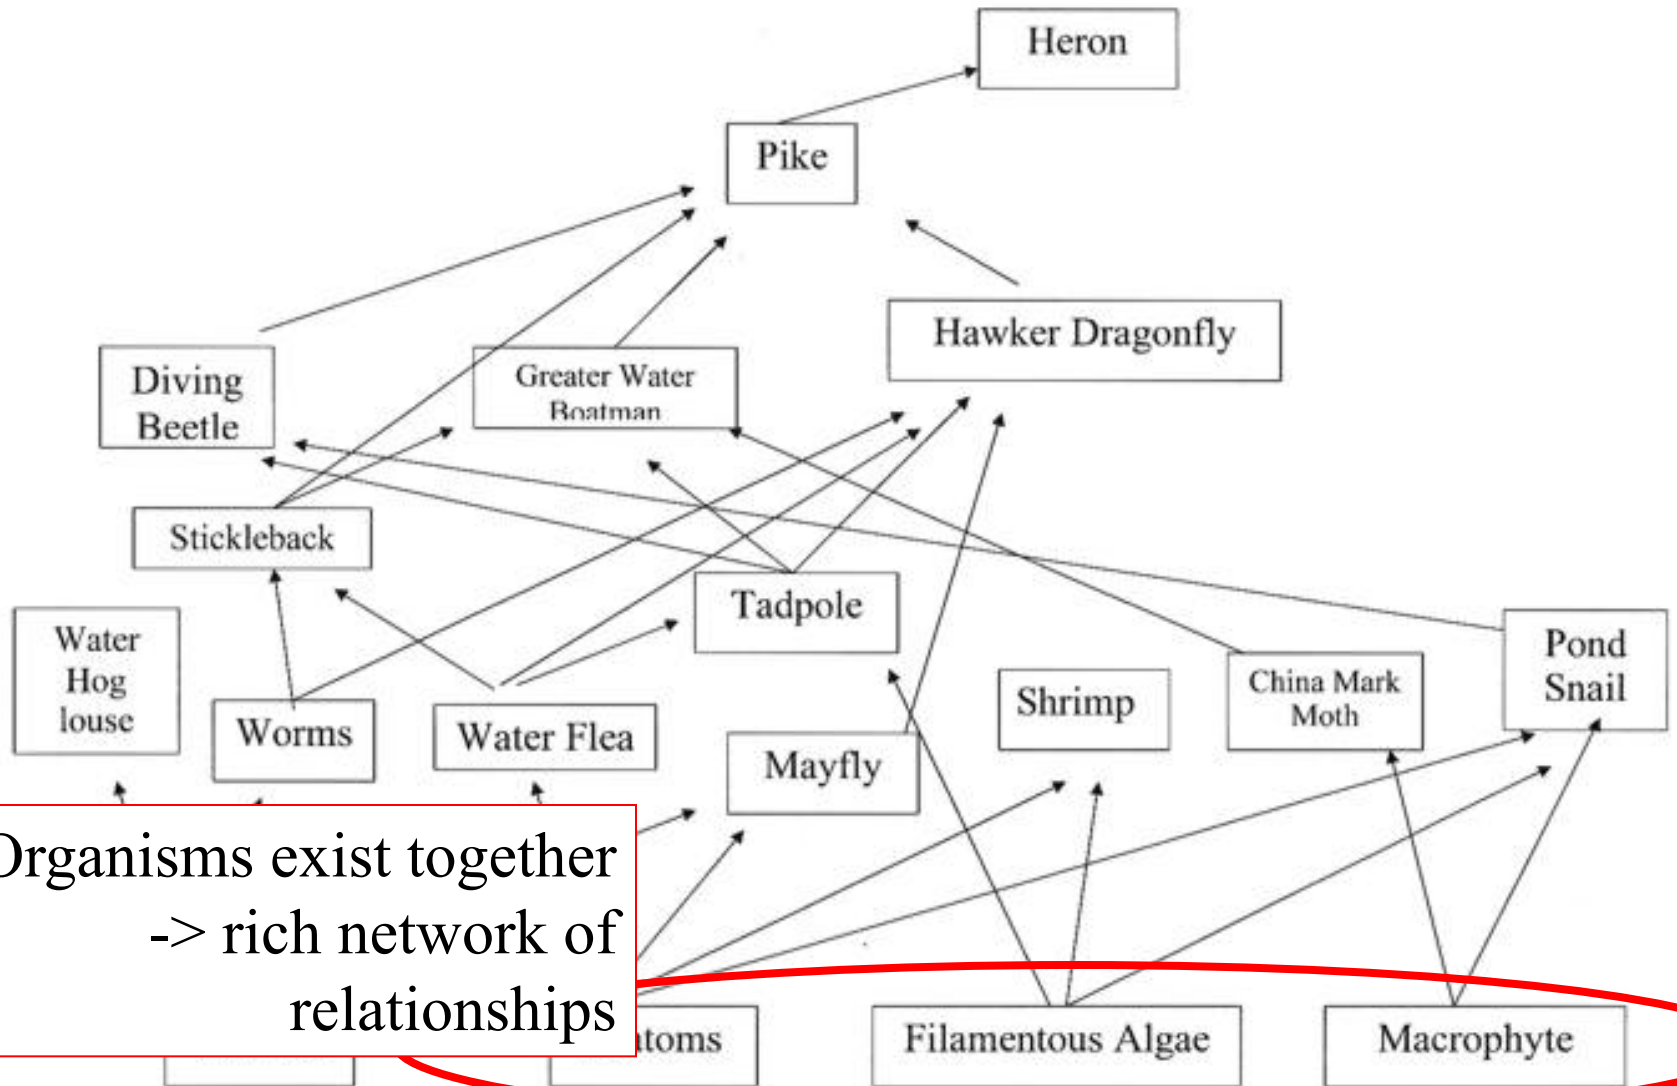 Heron
Pike
Hawker Dragonfly
Diving
Beetle
Greater Water
Boatman
Stickleback
Tadpole
Water
Hog
louse
Worms
Water Flea
Mayfly
Shrimp
China Mark
Moth
Pond
Snail
Organisms exist together
-> rich network of
relationships
atoms
Filamentous Algae
Macrophyte